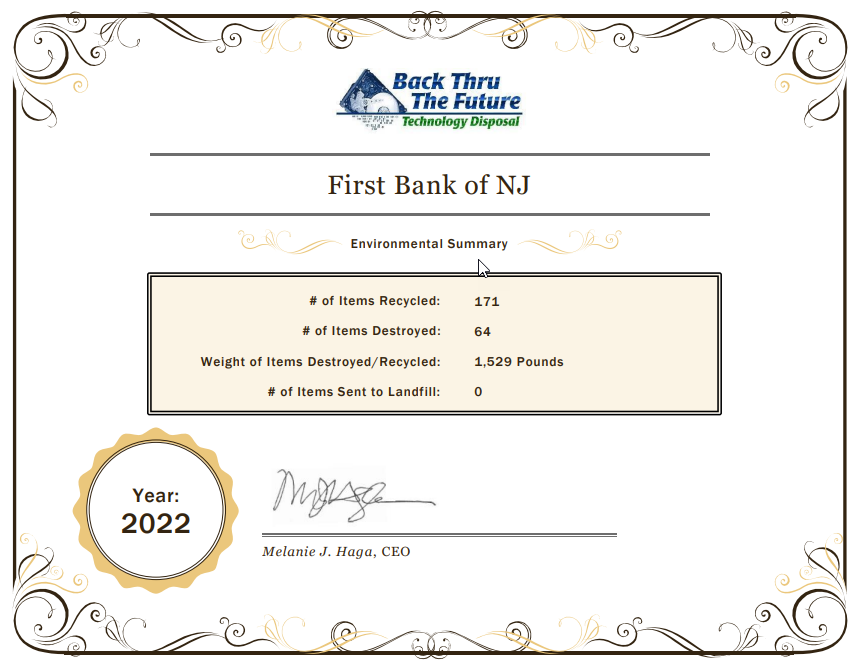 Back Thru
The Future
Technology Disposal
First Bank of NJ
Environmental Summary
# of Items Recycled: 171
# of Items Destroyed: 64
Weight of Items Destroyed/Recycled: 1,529 Pounds
# of Items Sent to Landfill: 0
Year:
2022
Melanie J. Haga, CEO